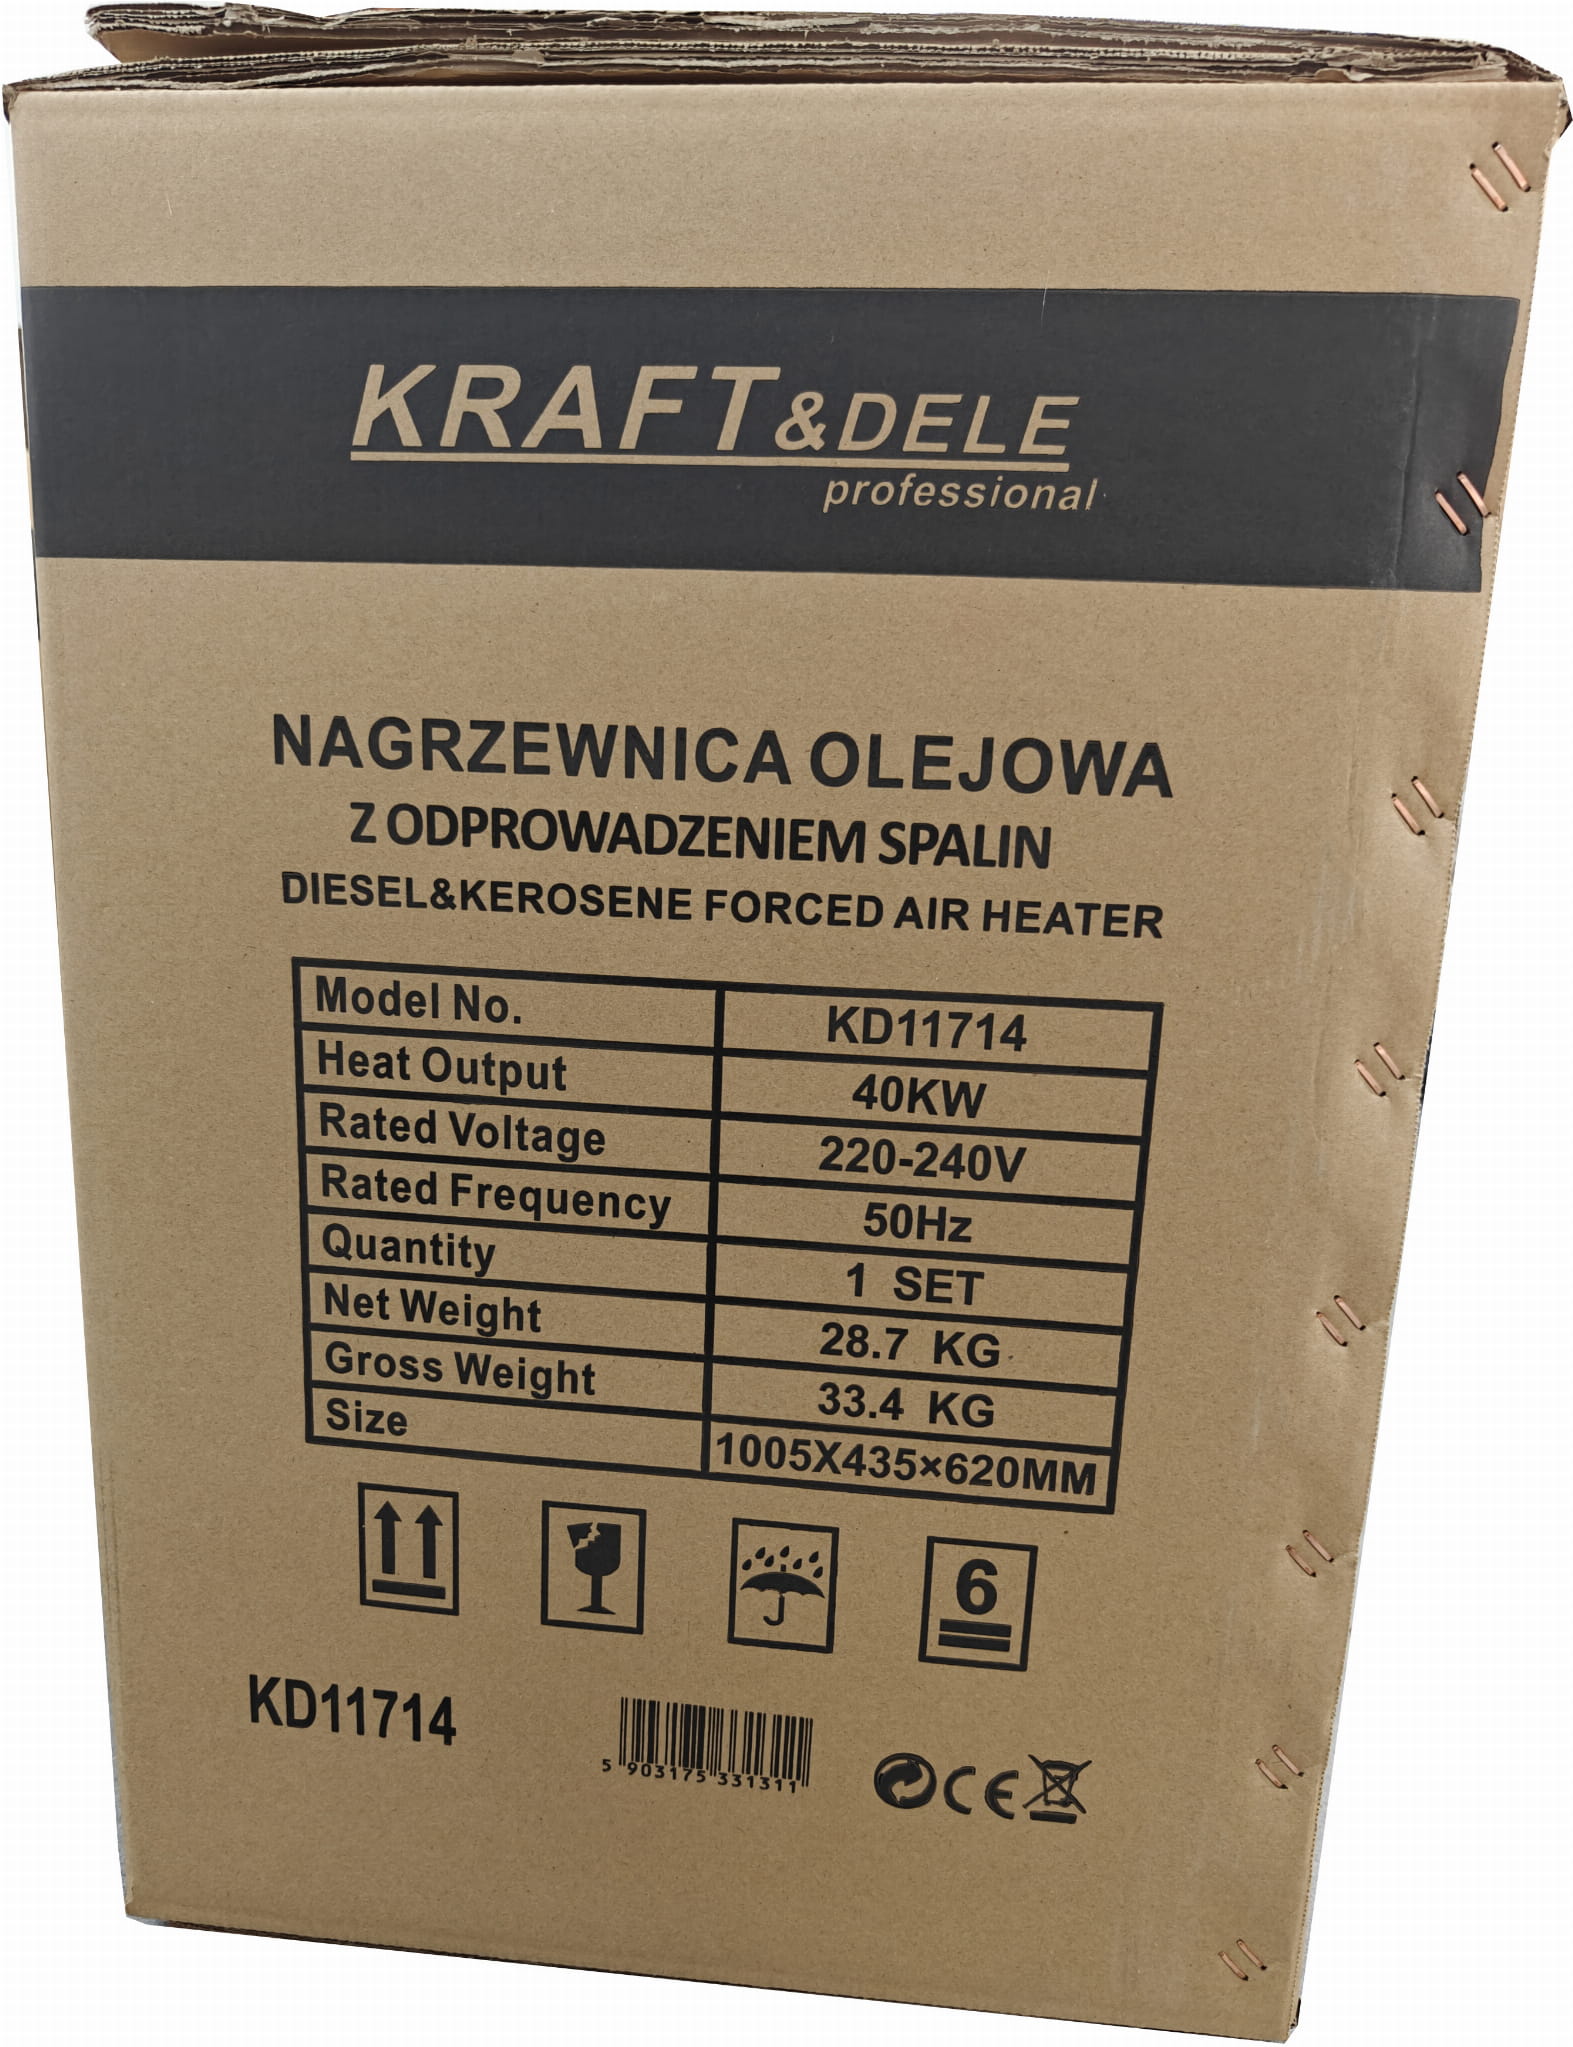 KRAFT&DELE
professional
NAGRZEWNICA OLEJOWA
Z ODPROWADZENIEM SPALIN
DIESEL&KEROSENE FORCED AIR HEATER
Model No. KD11714
Heat Output 40KW
Rated Voltage 220-240V
Rated Frequency 50Hz
Quantity 1 SET
Net Weight 28.7 KG
Gross Weight 33.4 KG
Size 1005X435×620MM
6
KD11714
5 903175 331311
CE